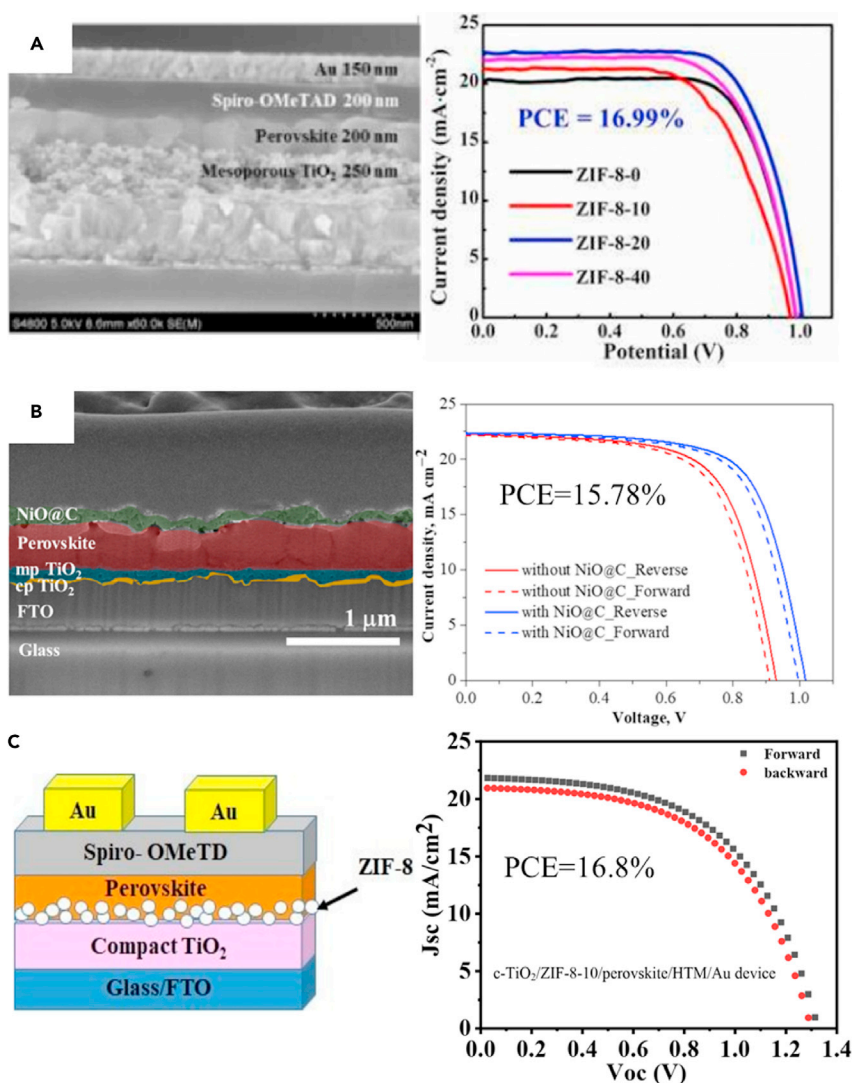 A
Au 150 nm
Spiro-OMeTAD 200 nm
Perovskite 200 nm
Mesoporous TiO₂ 250 nm
S4800 5.0kV 8.6mm x60.0k SE(M)
500nm
Current density (mA·cm⁻²)
25
20
15
10
5
0
PCE = 16.99%
ZIF-8-0
ZIF-8-10
ZIF-8-20
ZIF-8-40
0.0 0.2 0.4 0.6 0.8 1.0
Potential (V)
B
NiO@C
Perovskite
mp TiO₂
cp TiO₂
FTO
1 µm
Glass
Current density, mA cm⁻²
25
20
15
10
5
0
PCE=15.78%
without NiO@C_Reverse
without NiO@C_Forward
with NiO@C_Reverse
with NiO@C_Forward
0.0 0.2 0.4 0.6 0.8 1.0
Voltage, V
C
Au Au
Spiro- OMeTD
Perovskite
ZIF-8
Compact TiO₂
Glass/FTO
Jsc (mA/cm²)
25
20
15
10
5
0
Forward
backward
PCE=16.8%
c-TiO₂/ZIF-8-10/perovskite/HTM/Au device
0.0 0.2 0.4 0.6 0.8 1.0 1.2 1.4
Voc (V)